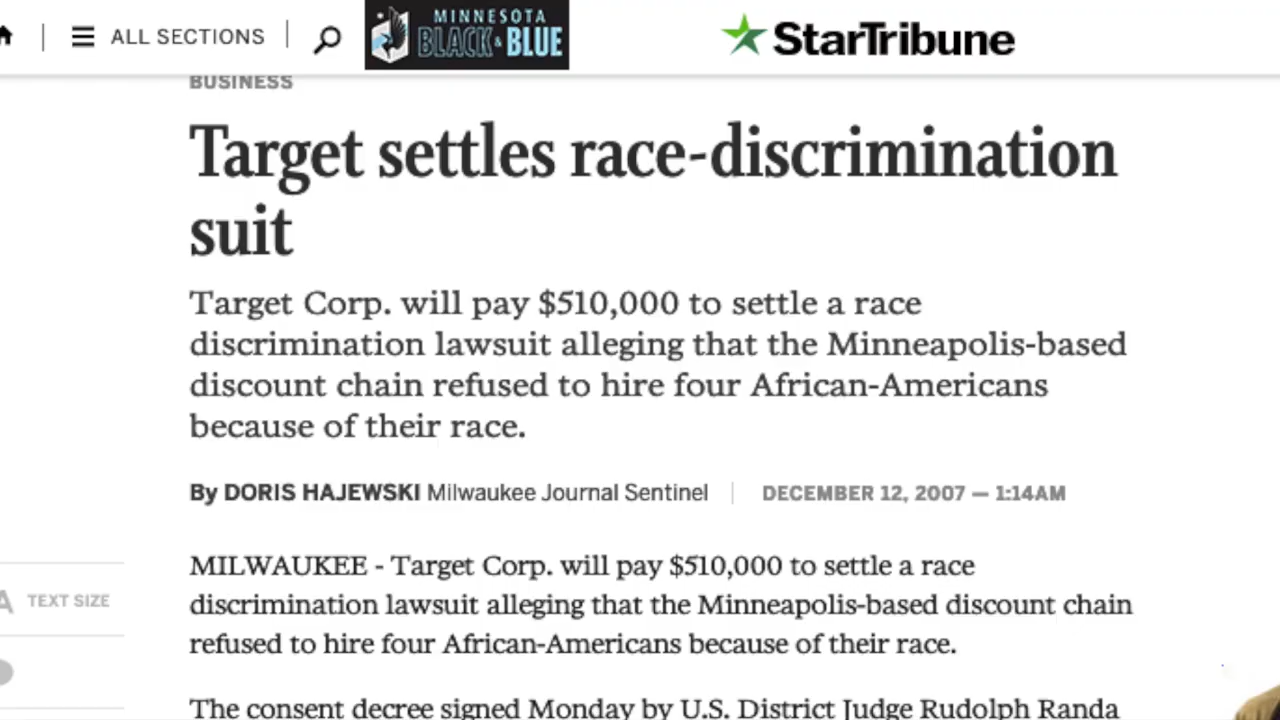 ALL SECTIONS
MINNESOTA
BLACK & BLUE
StarTribune
BUSINESS
Target settles race-discrimination
suit
Target Corp. will pay $510,000 to settle a race
discrimination lawsuit alleging that the Minneapolis-based
discount chain refused to hire four African-Americans
because of their race.
By DORIS HAJEWSKI Milwaukee Journal Sentinel
DECEMBER 12, 2007 — 1:14AM
MILWAUKEE - Target Corp. will pay $510,000 to settle a race
discrimination lawsuit alleging that the Minneapolis-based discount chain
refused to hire four African-Americans because of their race.
A TEXT SIZE
The consent decree signed Monday by U.S. District Judge Rudolph Randa